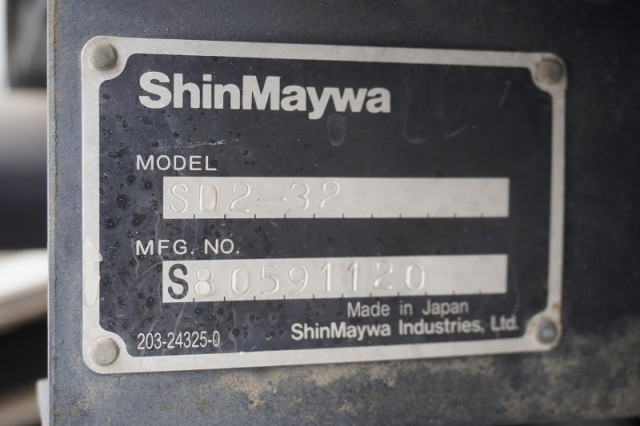 ShinMaywa
MODEL
SD2-32
MFG. NO.
S80591120
Made in Japan
203-24325-0 ShinMaywa Industries, Ltd.